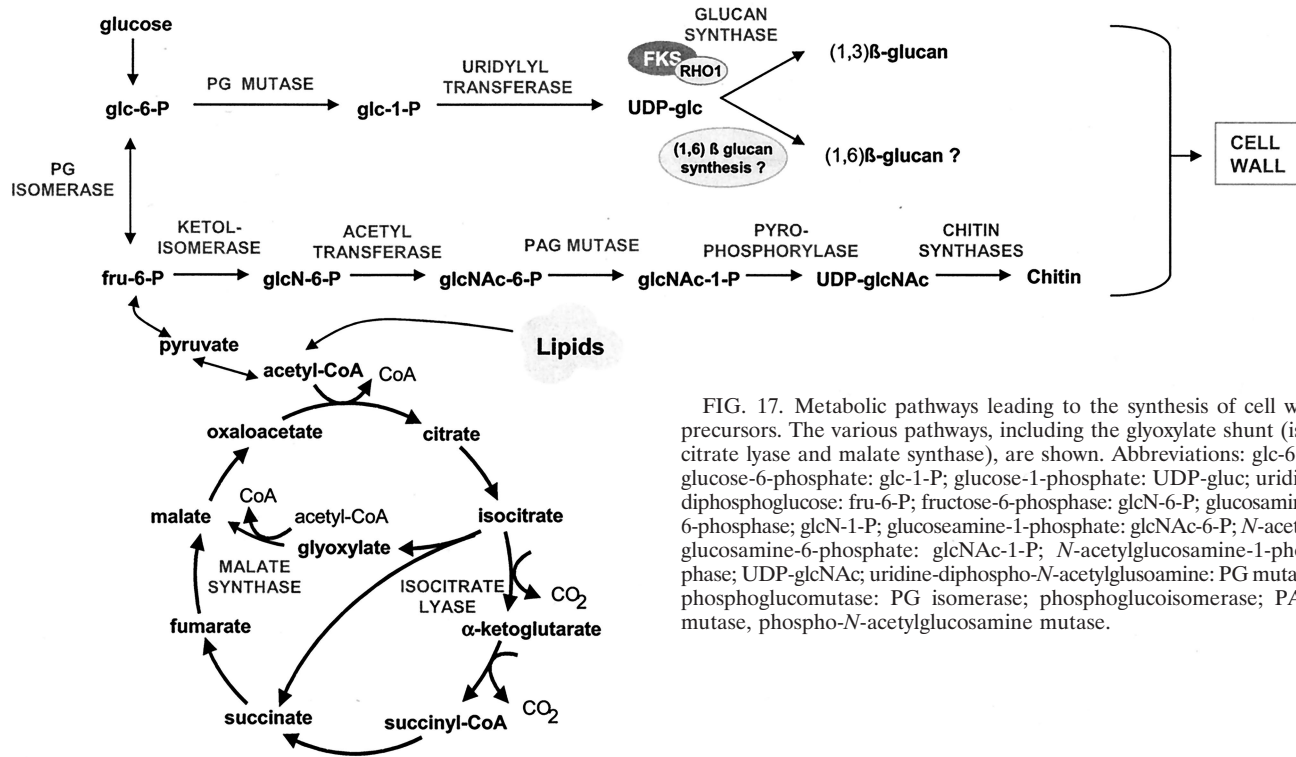 glucose
GLUCAN
SYNTHASE
FKS
RHO1
(1,3)ß-glucan
PG MUTASE
URIDYLYL
TRANSFERASE
glc-6-P
glc-1-P
UDP-glc
(1,6) ß glucan
synthesis ?
(1,6)ß-glucan ?
CELL
WALL
PG
ISOMERASE
KETOL-
ISOMERASE
ACETYL
TRANSFERASE
PAG MUTASE
PYRO-
PHOSPHORYLASE
CHITIN
SYNTHASES
fru-6-P
glcN-6-P
glcNAc-6-P
glcNAc-1-P
UDP-glcNAc
Chitin
pyruvate
Lipids
acetyl-CoA
CoA
oxaloacetate
citrate
CoA
malate
acetyl-CoA
isocitrate
glyoxylate
MALATE
SYNTHASE
ISOCITRATE
LYASE
CO2
fumarate
α-ketoglutarate
succinate
succinyl-CoA
CO2
FIG. 17. Metabolic pathways leading to the synthesis of cell w
precursors. The various pathways, including the glyoxylate shunt (is
citrate lyase and malate synthase), are shown. Abbreviations: glc-6
glucose-6-phosphate: glc-1-P; glucose-1-phosphate: UDP-gluc; uridi
diphosphoglucose: fru-6-P; fructose-6-phosphase: glcN-6-P; glucosamin
6-phosphase; glcN-1-P; glucoseamine-1-phosphate: glcNAc-6-P; N-acet
glucosamine-6-phosphate: glcNAc-1-P; N-acetylglucosamine-1-pho
phase; UDP-glcNAc; uridine-diphospho-N-acetylglusoamine: PG muta
phosphoglucomutase: PG isomerase; phosphoglucoisomerase; PA
mutase, phospho-N-acetylglucosamine mutase.